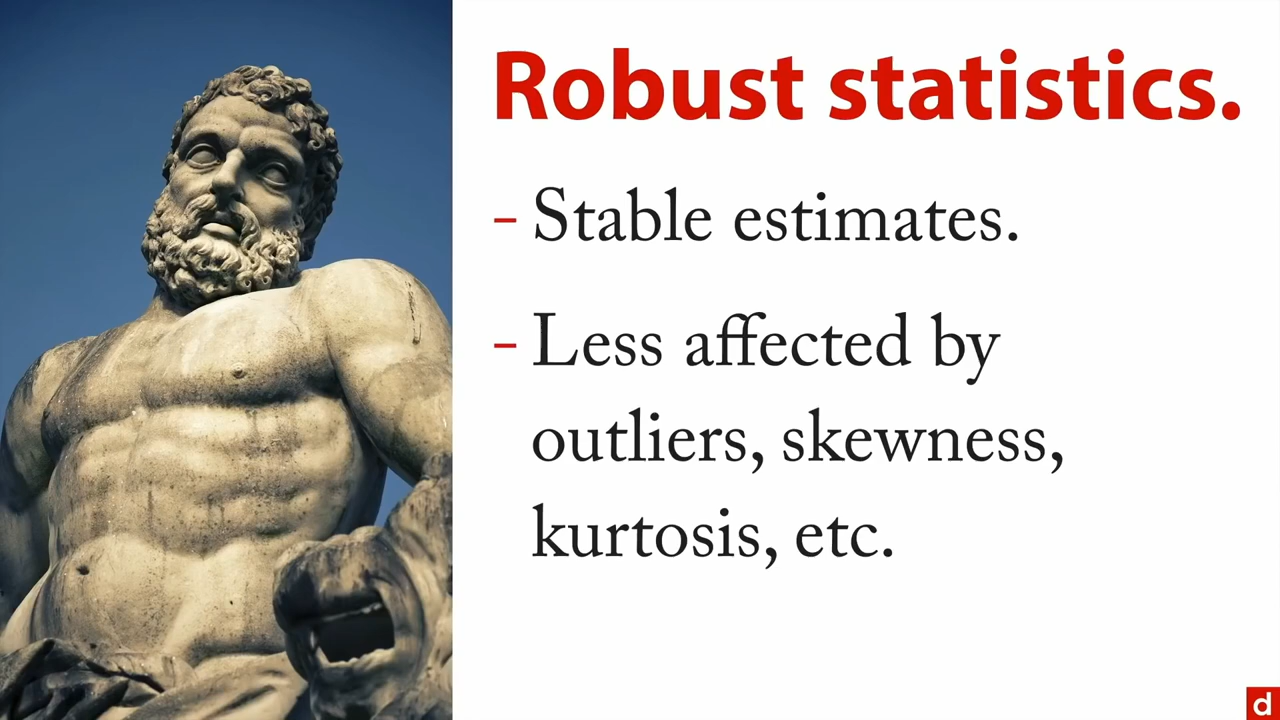 Robust statistics.
- Stable estimates.
- Less affected by
outliers, skewness,
kurtosis, etc.
d